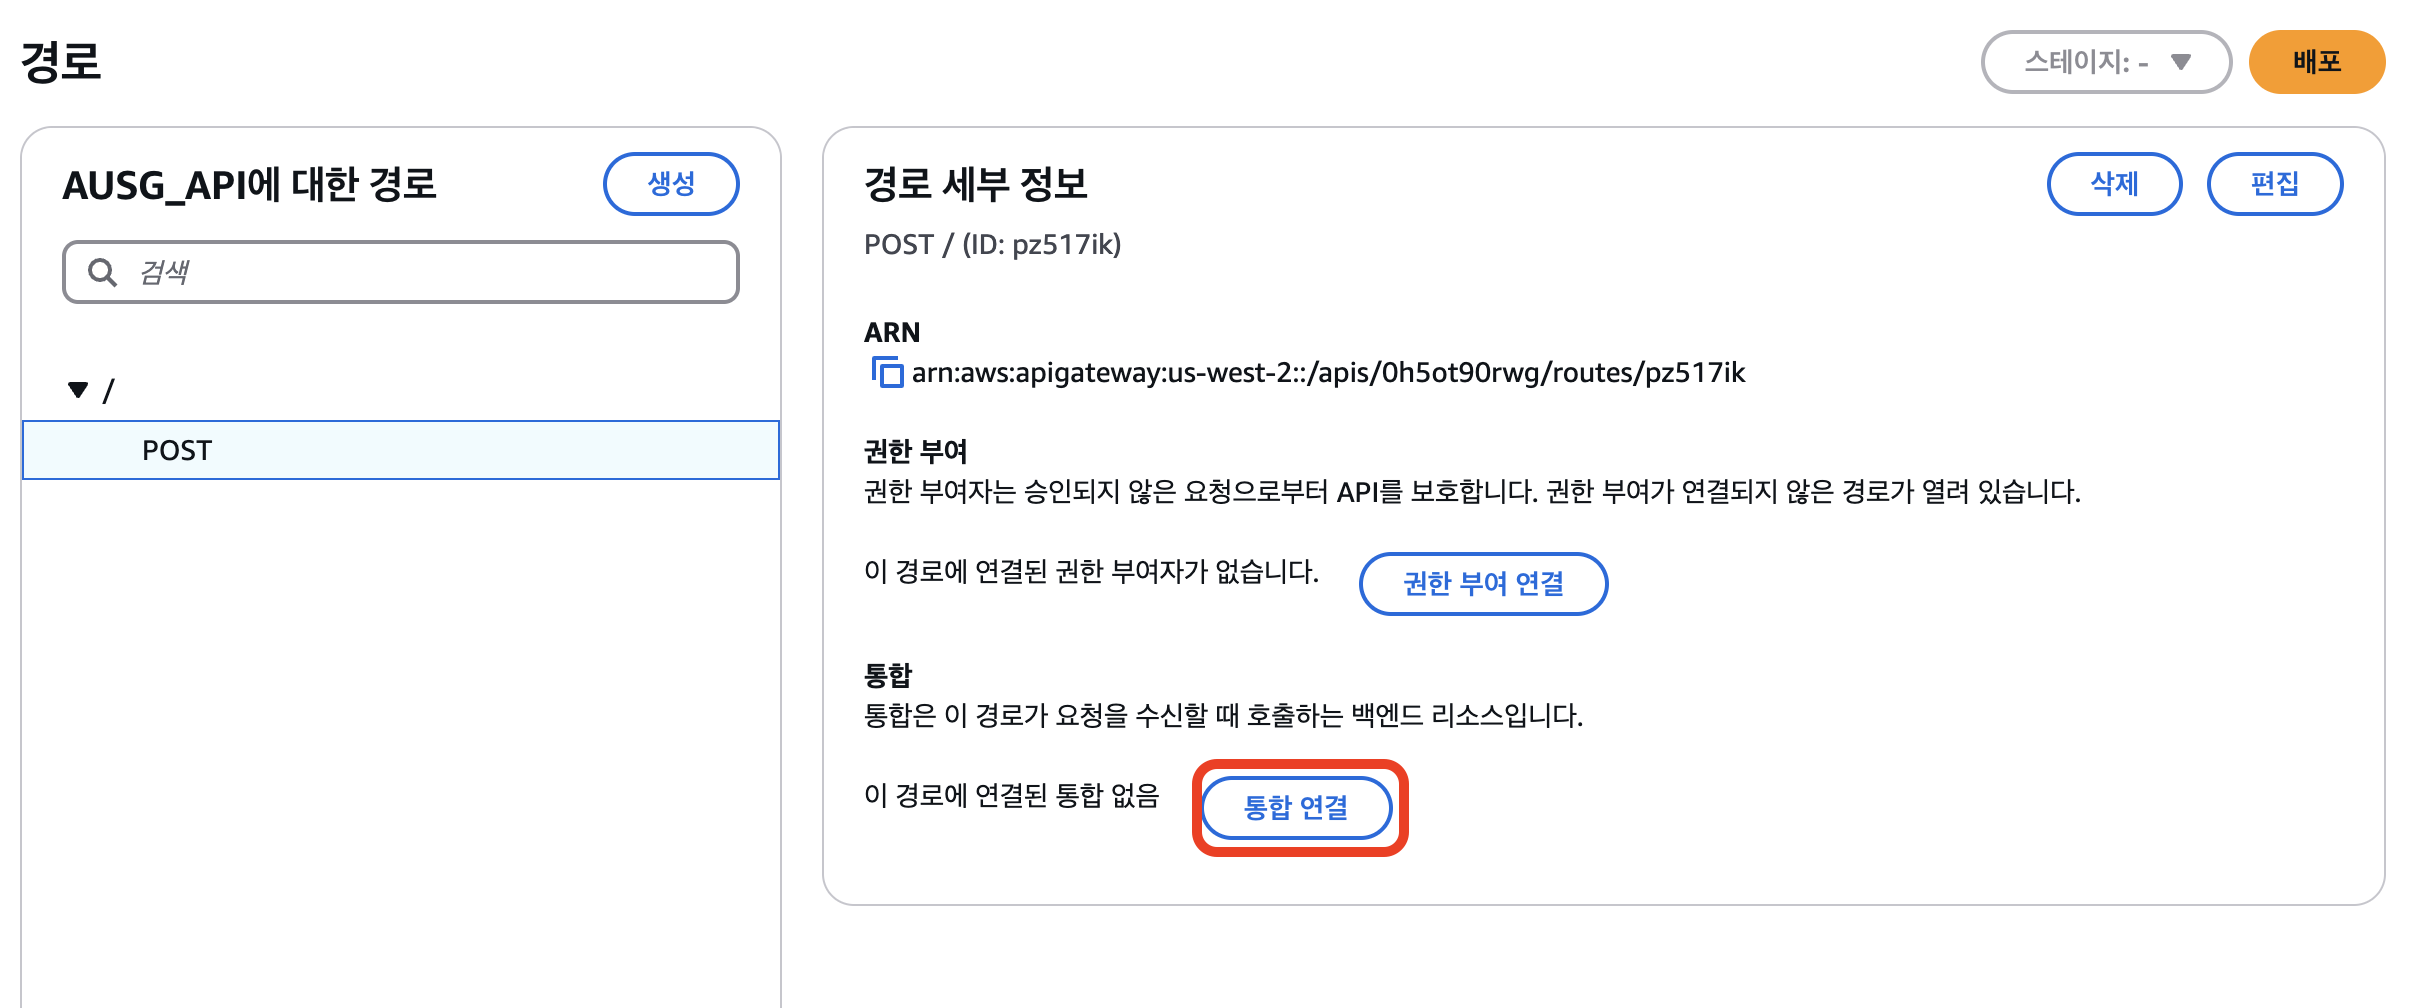 경로
스테이지: -
배포
AUSG_API에 대한 경로
생성
검색
/
POST
경로 세부 정보
삭제
편집
POST / (ID: pz517ik)
ARN
arn:aws:apigateway:us-west-2::/apis/0h5ot90rwg/routes/pz517ik
권한 부여
권한 부여자는 승인되지 않은 요청으로부터 API를 보호합니다. 권한 부여가 연결되지 않은 경로가 열려 있습니다.
이 경로에 연결된 권한 부여자가 없습니다.
권한 부여 연결
통합
통합은 이 경로가 요청을 수신할 때 호출하는 백엔드 리소스입니다.
이 경로에 연결된 통합 없음
통합 연결